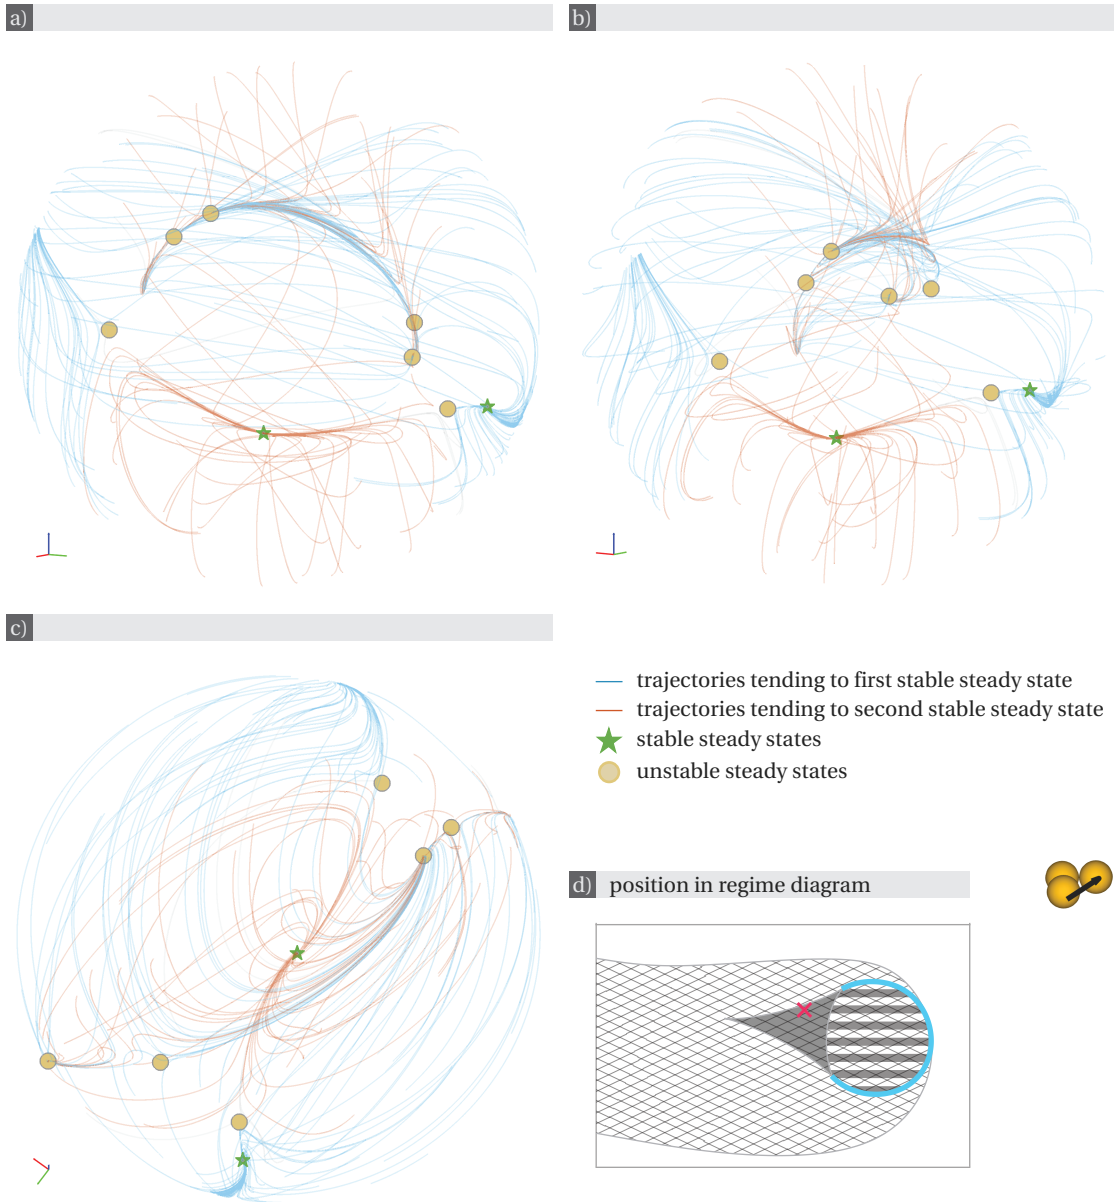 a)
b)
c)
trajectories tending to first stable steady state
trajectories tending to second stable steady state
stable steady states
unstable steady states
d) position in regime diagram